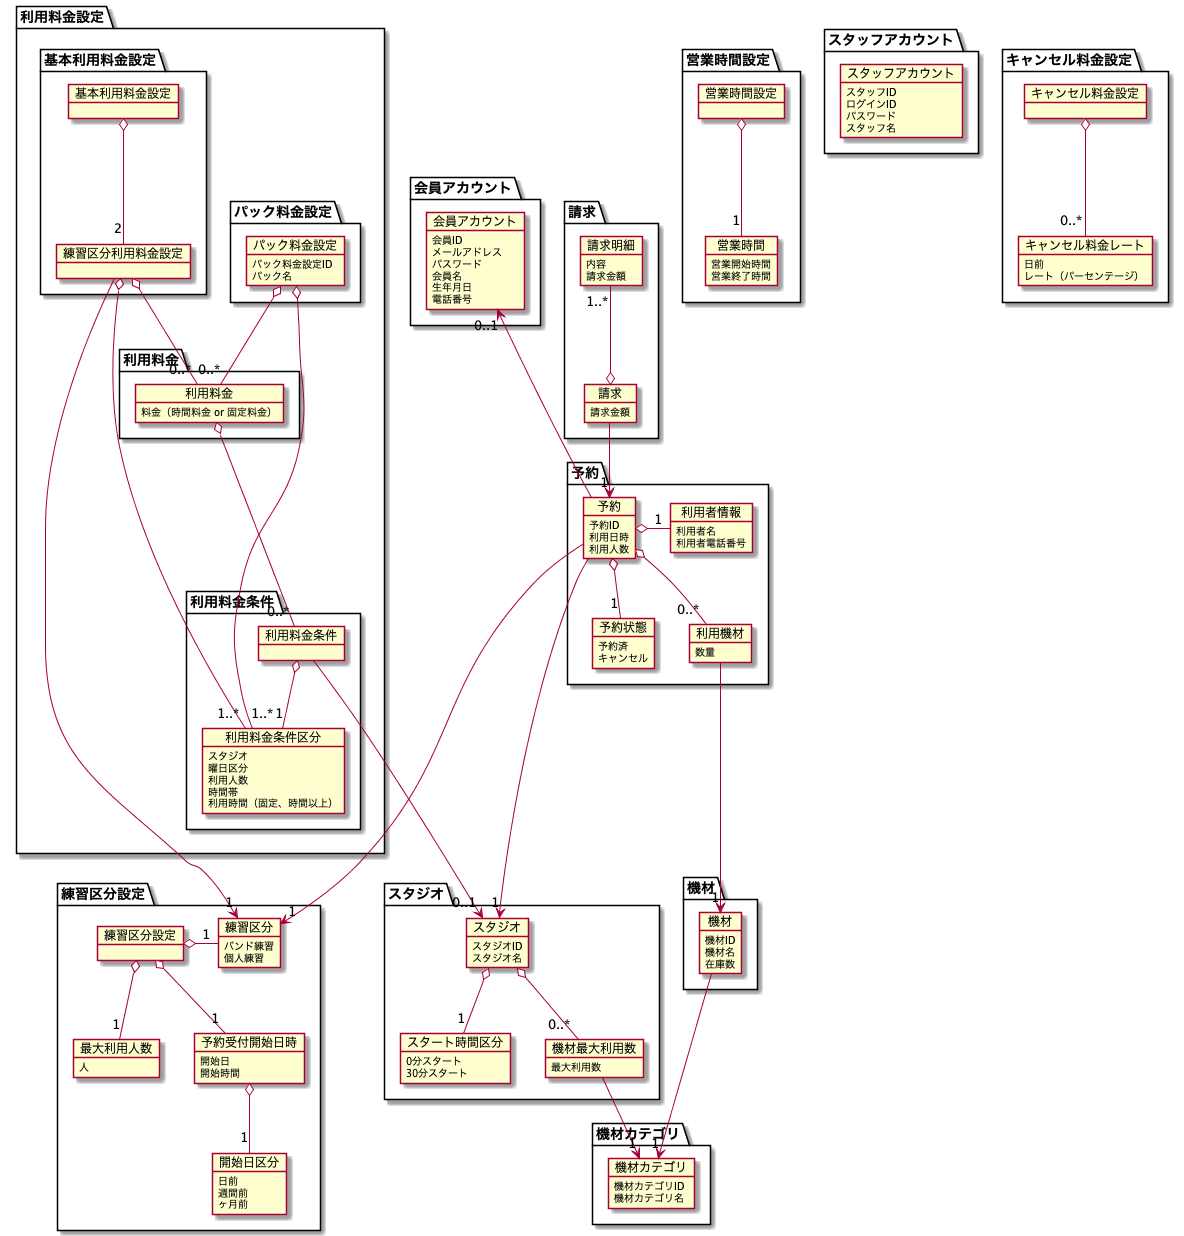 利用料金設定
基本利用料金設定
基本利用料金設定
2
練習区分利用料金設定
パック料金設定
パック料金設定
パック料金設定ID
パック名
利用料金
0..*
0..*
利用料金
料金（時間料金 or 固定料金）
利用料金条件
0..*
利用料金条件
1..*
1..*
1
利用料金条件区分
スタジオ
曜日区分
利用人数
時間帯
利用時間（固定、時間以上）
会員アカウント
会員アカウント
会員ID
メールアドレス
パスワード
会員名
生年月日
電話番号
0..1
請求
請求明細
内容
請求金額
1..*
請求
請求金額
営業時間設定
営業時間設定
1
営業時間
営業開始時間
営業終了時間
スタッフアカウント
スタッフアカウント
スタッフID
ログインID
パスワード
スタッフ名
キャンセル料金設定
キャンセル料金設定
0..*
キャンセル料金レート
日前
レート（パーセンテージ）
予約
1
予約
予約ID
利用日時
利用人数
1
利用者情報
利用者名
利用者電話番号
1
予約状態
予約済
キャンセル
0..*
利用機材
数量
練習区分設定
練習区分設定
1
1
1
練習区分
バンド練習
個人練習
1
最大利用人数
人
1
予約受付開始日時
開始日
開始時間
1
開始日区分
日前
週間前
ヶ月前
スタジオ
0..1
1
スタジオ
スタジオID
スタジオ名
1
スタート時間区分
0分スタート
30分スタート
0..*
機材最大利用数
最大利用数
機材
1
機材
機材ID
機材名
在庫数
機材カテゴリ
1
1
機材カテゴリ
機材カテゴリID
機材カテゴリ名